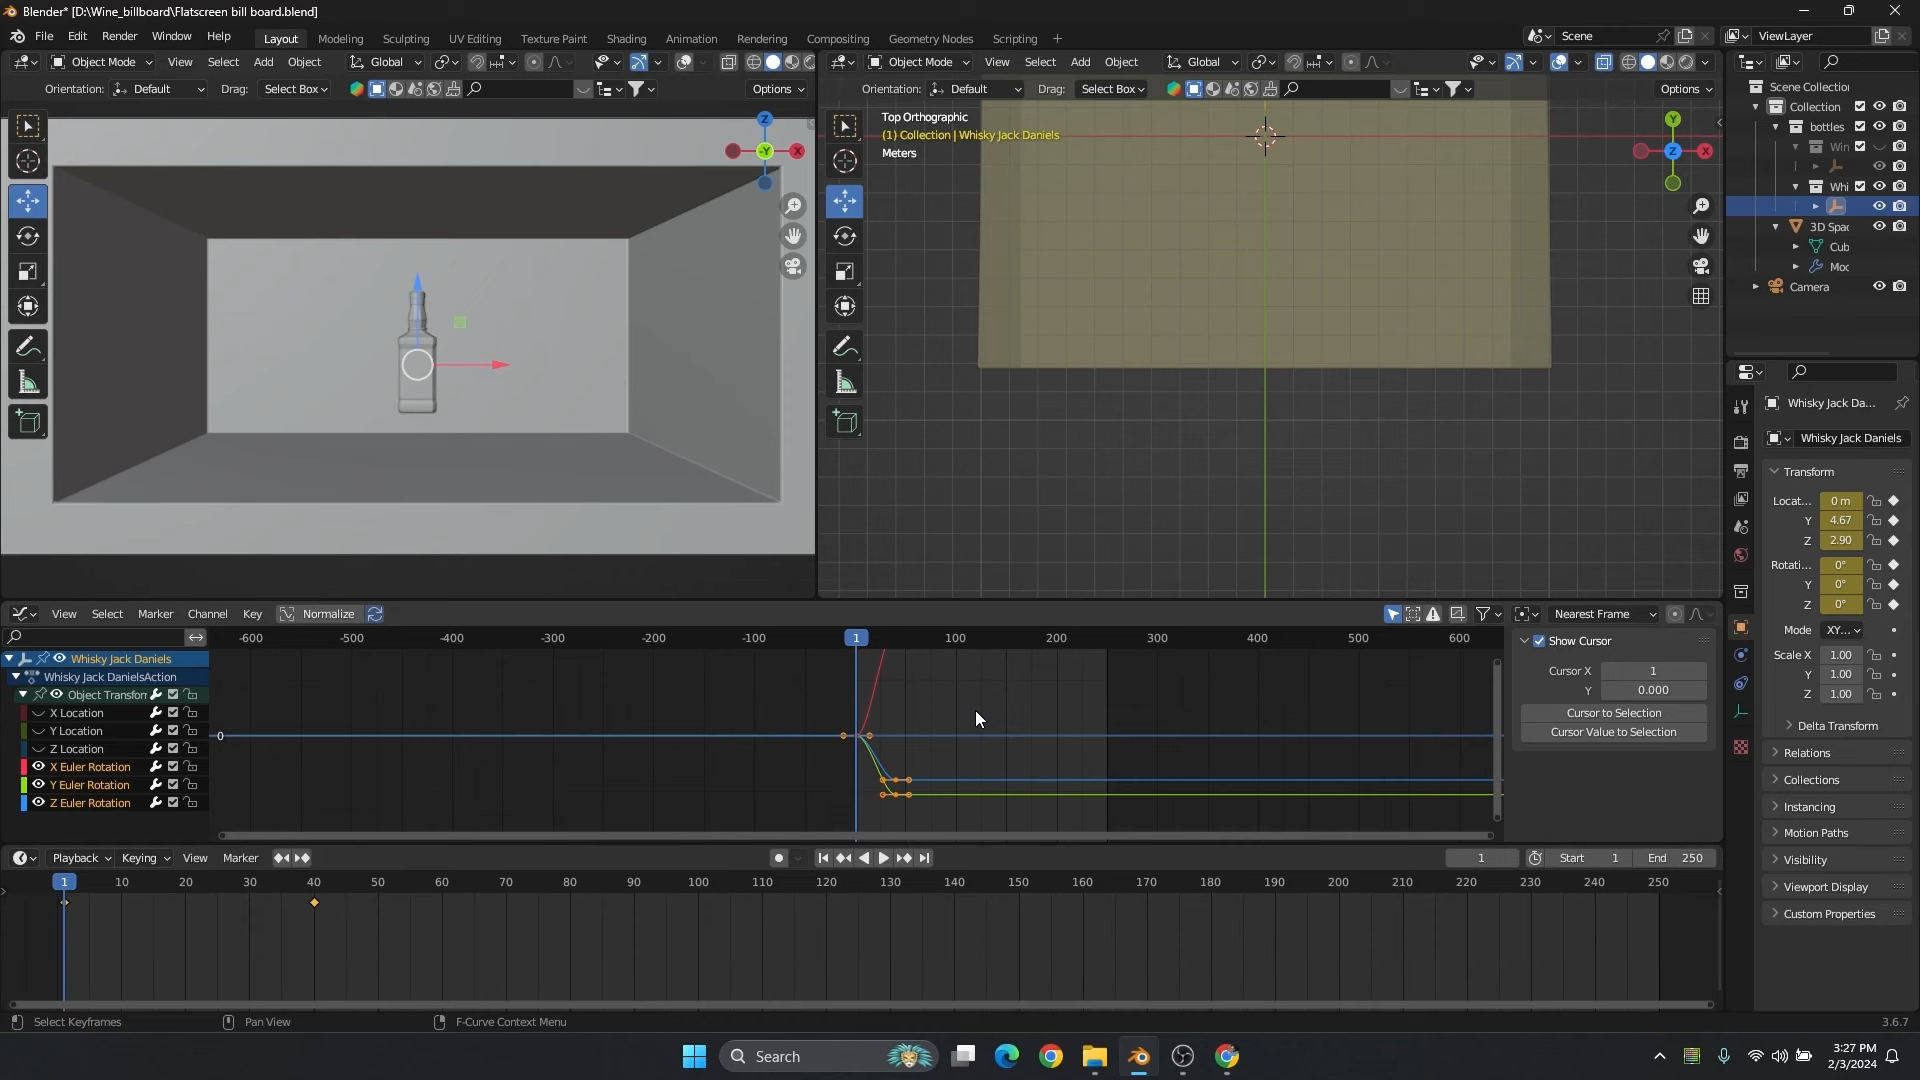 Blender* [D:\Wine_billboard\Flatscreen bill board.blend]
File Edit Render Window Help Layout Modeling Sculpting UV Editing Texture Paint Shading Animation Rendering Compositing Geometry Nodes Scripting + Scene ViewLayer
Object Mode View Select Add Object Global Object Mode View Select Add Object Global
Orientation: Default Drag: Select Box Options Orientation: Default Drag: Select Box Options
Top Orthographic
(1) Collection | Whisky Jack Daniels
Meters
Z
-Y X
Y
Z X
Scene Collectio
Collection
bottles
Win
Whi
3D Spac
Cub
Moc
Camera
Whisky Jack Da...
Whisky Jack Daniels
Transform
Locat... 0 m
Y 4.67
Z 2.90
Rotati... 0°
Y 0°
Z 0°
Mode XY...
Scale X 1.00
Y 1.00
Z 1.00
Delta Transform
Relations
Collections
Instancing
Motion Paths
Visibility
Viewport Display
Custom Properties
View Select Marker Channel Key Normalize Nearest Frame
-600 -500 -400 -300 -200 -100 1 100 200 300 400 500 600
Whisky Jack Daniels
Whisky Jack DanielsAction
Object Transfor
X Location
Y Location
Z Location
X Euler Rotation
Y Euler Rotation
Z Euler Rotation
0
Show Cursor
Cursor X 1
Y 0.000
Cursor to Selection
Cursor Value to Selection
Playback Keying View Marker 1 Start 1 End 250
1 10 20 30 40 50 60 70 80 90 100 110 120 130 140 150 160 170 180 190 200 210 220 230 240 250
Select Keyframes Pan View F-Curve Context Menu 3.6.7
Search
3:27 PM
2/3/2024